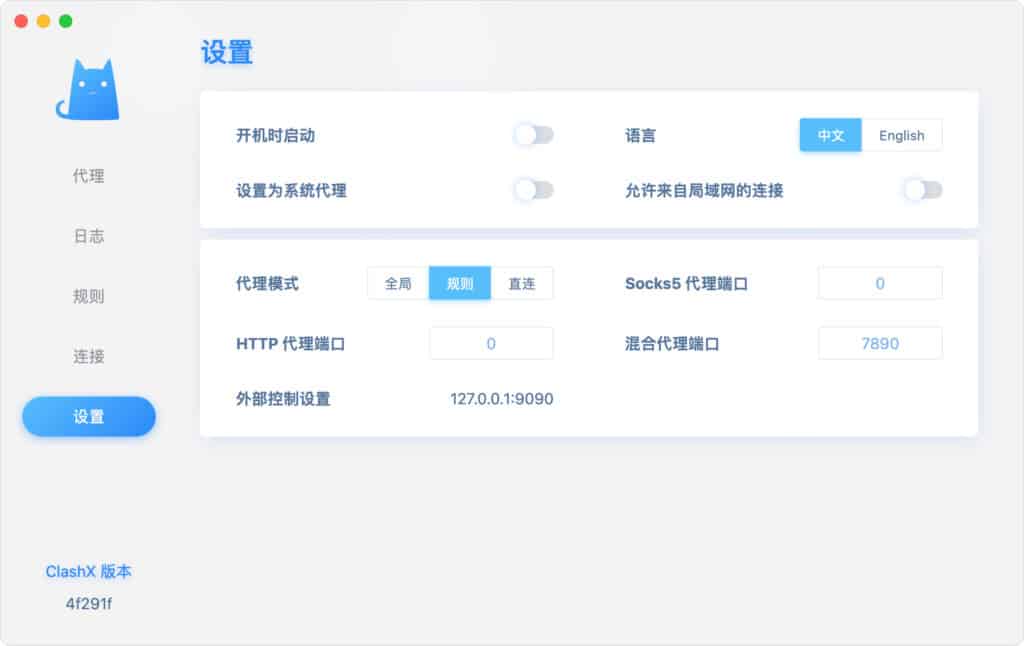 设置
代理
日志
规则
连接
设置
ClashX 版本
4f291f
开机时启动
语言 中文 English
设置为系统代理 允许来自局域网的连接
代理模式 全局 规则 直连 Socks5 代理端口 0
HTTP 代理端口 0 混合代理端口 7890
外部控制设置 127.0.0.1:9090